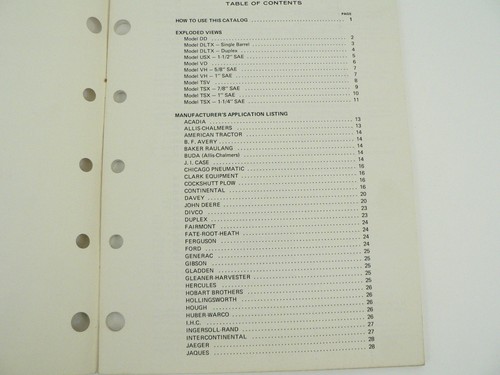 TABLE OF CONTENTS
PAGE
HOW TO USE THIS CATALOG 1
EXPLODED VIEWS
Model DD 2
Model DLTX — Single Barrel 3
Model DLTX — Duplex 4
Model USX - 1-1/2" SAE 5
Model VD 6
Model VH — 5/8" SAE 7
Model VH — 1" SAE 7
Model TSV 8
Model TSX — 7/8" SAE 9
Model TSX — 1" SAE 10
Model TSX — 1-1/4" SAE 11
MANUFACTURER'S APPLICATION LISTING
ACADIA 13
ALLIS-CHALMERS 13
AMERICAN TRACTOR 14
B. F. AVERY 14
BAKER RAULANG 14
BUDA (Allis-Chalmers) 14
J. I. CASE 14
CHICAGO PNEUMATIC 16
CLARK EQUIPMENT 16
COCKSHUTT PLOW 16
CONTINENTAL 16
DAVEY 20
JOHN DEERE 20
DIVCO 23
DUPLEX 23
FAIRMONT 24
FATE-ROOT-HEATH 24
FERGUSON 24
FORD 24
GENERAC 25
GIBSON 25
GLADDEN 25
GLEANER-HARVESTER 25
HERCULES 25
HOBART BROTHERS 26
HOLLINGSWORTH 26
HOUGH 26
HUBER-WARCO 26
I.H.C. 26
INGERSOLL-RAND 27
INTERCONTINENTAL 27
JAEGER 28
JAQUES 28